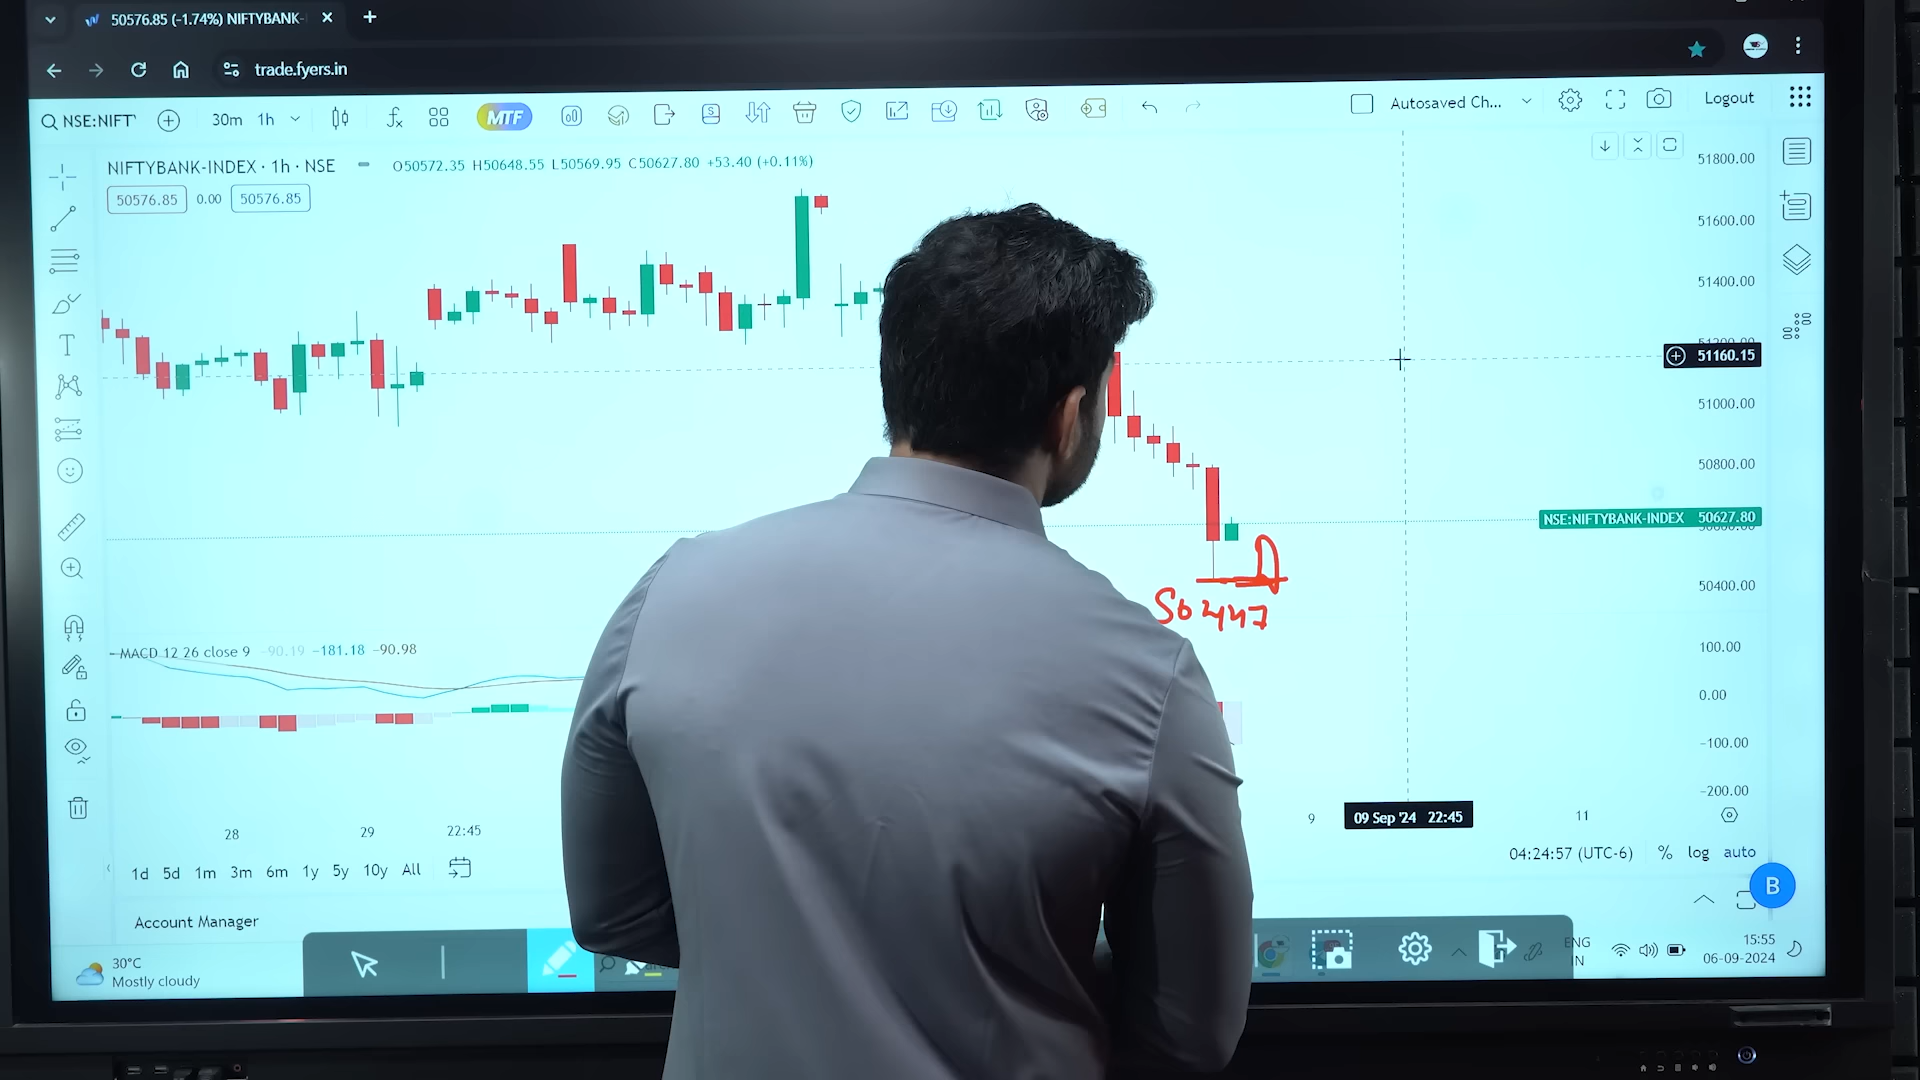 50576.85 (-1.74%) NIFTYBANK-
trade.fyers.in
NSE:NIFT
30m 1h
MTF
Autosaved Ch...
Logout
NIFTYBANK-INDEX · 1h · NSE
O50572.35 H50648.55 L50569.95 C50627.80 +53.40 (+0.11%)
50576.85 0.00 50576.85
51800.00
51600.00
51400.00
51160.15
51000.00
50800.00
NSE:NIFTYBANK-INDEX 50627.80
50400.00
50447
MACD 12 26 close 9 -90.19 -181.18 -90.98
100.00
0.00
-100.00
-200.00
28 29 22:45 9 09 Sep '24 22:45 11
1d 5d 1m 3m 6m 1y 5y 10y All
04:24:57 (UTC-6) % log auto
B
Account Manager
30°C
Mostly cloudy
ENG
IN
15:55
06-09-2024